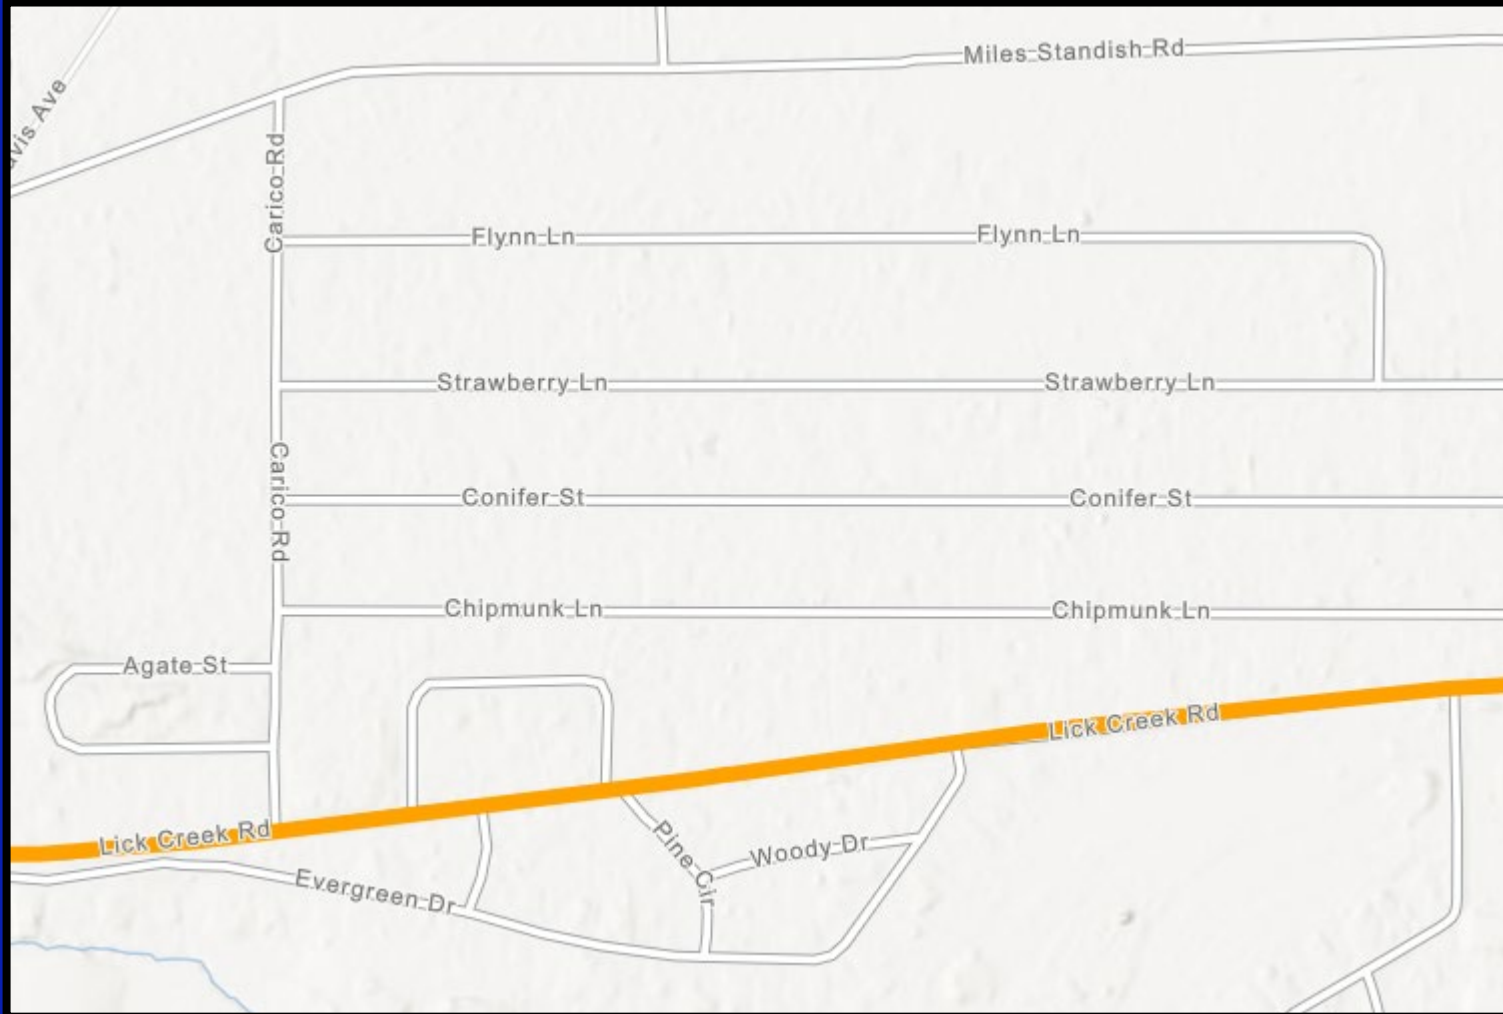 Miles Standish Rd
avis Ave
Carico Rd
Flynn Ln
Flynn Ln
Strawberry Ln
Strawberry Ln
Carico Rd
Conifer St
Conifer St
Chipmunk Ln
Chipmunk Ln
Agate St
Lick Creek Rd
Lick Creek Rd
Pine Cir
Woody Dr
Evergreen Dr